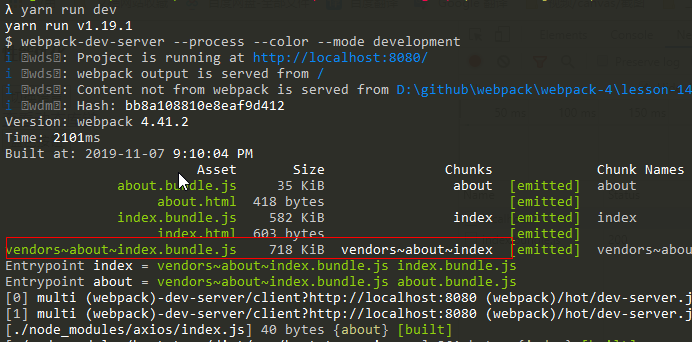 λ yarn run dev
yarn run v1.19.1
$ webpack-dev-server --process --color --mode development
i 「wds」: Project is running at http://localhost:8080/
i 「wds」: webpack output is served from /
i 「wds」: Content not from webpack is served from D:\github\webpack\webpack-4\lesson-14
i 「wdm」: Hash: bb8a108810e8eaf9d412
Version: webpack 4.41.2
Time: 2101ms
Built at: 2019-11-07 9:10:04 PM
Asset Size Chunks Chunk Names
about.bundle.js 35 KiB about [emitted] about
about.html 418 bytes [emitted]
index.bundle.js 582 KiB index [emitted] index
index.html 603 bytes [emitted]
vendors~about~index.bundle.js 718 KiB vendors~about~index [emitted] vendors~abou
Entrypoint index = vendors~about~index.bundle.js index.bundle.js
Entrypoint about = vendors~about~index.bundle.js about.bundle.js
[0] multi (webpack)-dev-server/client?http://localhost:8080 (webpack)/hot/dev-server.j
[1] multi (webpack)-dev-server/client?http://localhost:8080 (webpack)/hot/dev-server.j
[./node_modules/axios/index.js] 40 bytes {about} [built]